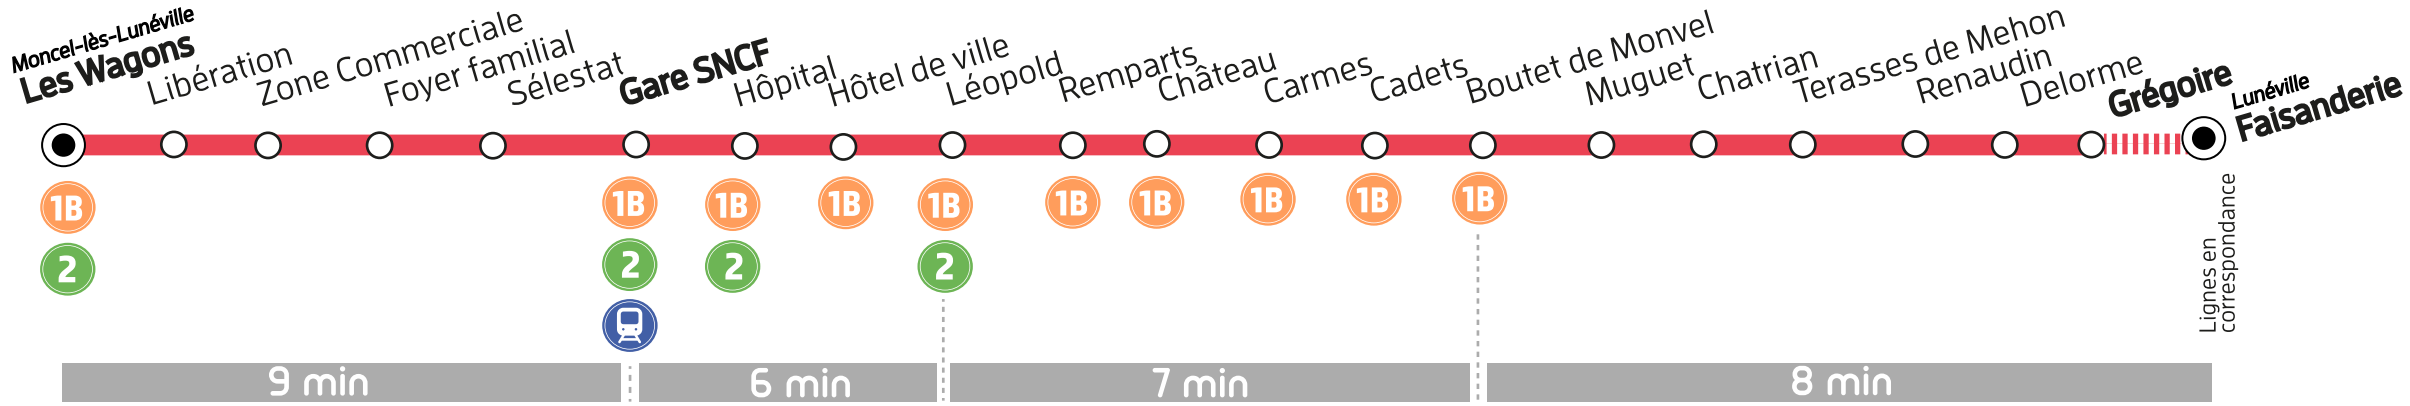 Moncel-lès-Lunéville
Les Wagons
Libération
Zone Commerciale
Foyer familial
Sélestat
Gare SNCF
Hôpital
Hôtel de ville
Léopold
Remparts
Château
Carmes
Cadets
Boutet de Monvel
Muguet
Chatrian
Terasses de Mehon
Renaudin
Delorme
Grégoire
Lunéville
Faisanderie
1B
1B
1B
1B
1B
1B
1B
1B
1B
1B
2
2
2
2
Lignes en
correspondance
9 min
6 min
7 min
8 min